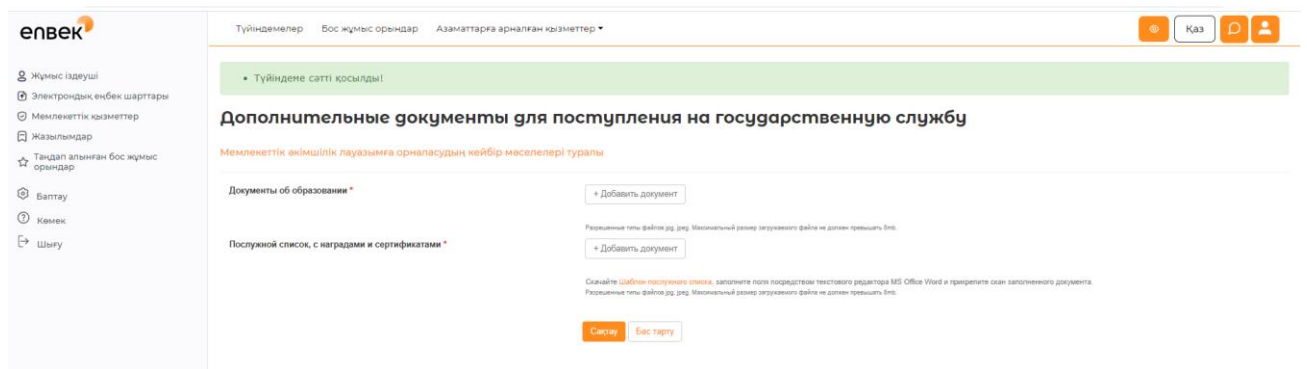 enbek
Түйіндемелер Бос жұмыс орындар Азаматтарға арналған қызметтер
Қаз
Жұмыс іздеуші
Электрондық еңбек шарттары
Мемлекеттік қызметтер
Жазылымдар
Таңдап алынған бос жұмыс
орындар
Баптау
Көмек
Шығу
• Түйіндеме сәтті қосылды!
Дополнительные документы для поступления на государственную службу
Мемлекеттік әкімшілік лауазымға орналасудың кейбір мәселелері туралы
Документы об образовании *
+ Добавить документ
Разрешенные типы файлов jpg, jpeg. Максимальный размер загружаемого файла не должен превышать 5mb.
Послужной список, с наградами и сертификатами *
+ Добавить документ
Скачайте Шаблон послужного списка, заполните поля посредством текстового редактора MS Office Word и прикрепите скан заполненного документа.
Разрешенные типы файлов jpg, jpeg. Максимальный размер загружаемого файла не должен превышать 5mb.
Сақтау Бас тарту